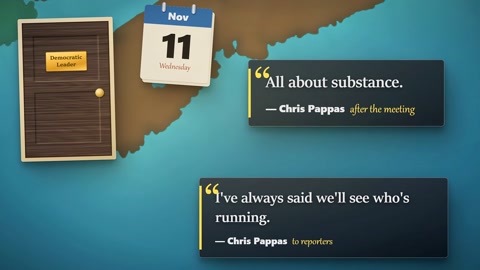 Democratic
Leader
Nov
11
Wednesday
“All about substance.
— Chris Pappas after the meeting
“I've always said we'll see who's
running.
— Chris Pappas to reporters